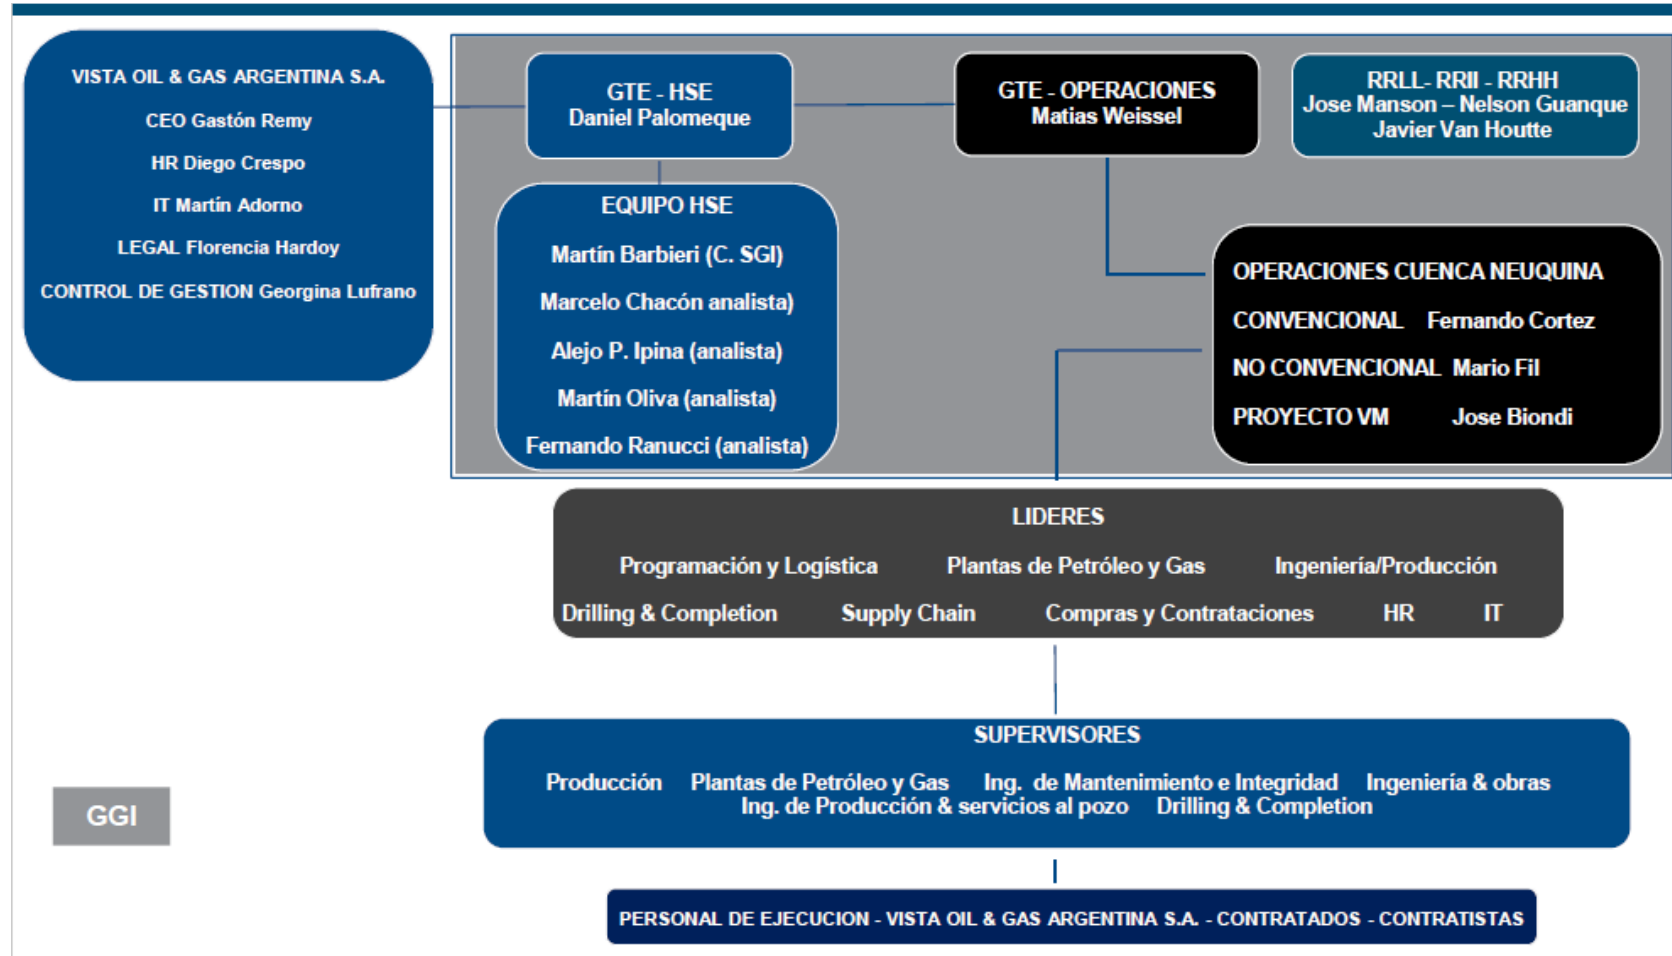 VISTA OIL & GAS ARGENTINA S.A.
CEO Gastón Remy
HR Diego Crespo
IT Martín Adorno
LEGAL Florencia Hardoy
CONTROL DE GESTION Georgina Lufrano
GTE - HSE
Daniel Palomeque
GTE - OPERACIONES
Matias Weissel
RRLL- RRII - RRHH
Jose Manson – Nelson Guanque
Javier Van Houtte
EQUIPO HSE
Martín Barbieri (C. SGI)
Marcelo Chacón analista)
Alejo P. Ipina (analista)
Martín Oliva (analista)
Fernando Ranucci (analista)
OPERACIONES CUENCA NEUQUINA
CONVENCIONAL Fernando Cortez
NO CONVENCIONAL Mario Fil
PROYECTO VM Jose Biondi
LIDERES
Programación y Logística Plantas de Petróleo y Gas Ingeniería/Producción
Drilling & Completion Supply Chain Compras y Contrataciones HR IT
SUPERVISORES
Producción Plantas de Petróleo y Gas Ing. de Mantenimiento e Integridad Ingeniería & obras
Ing. de Producción & servicios al pozo Drilling & Completion
GGI
PERSONAL DE EJECUCION - VISTA OIL & GAS ARGENTINA S.A. - CONTRATADOS - CONTRATISTAS